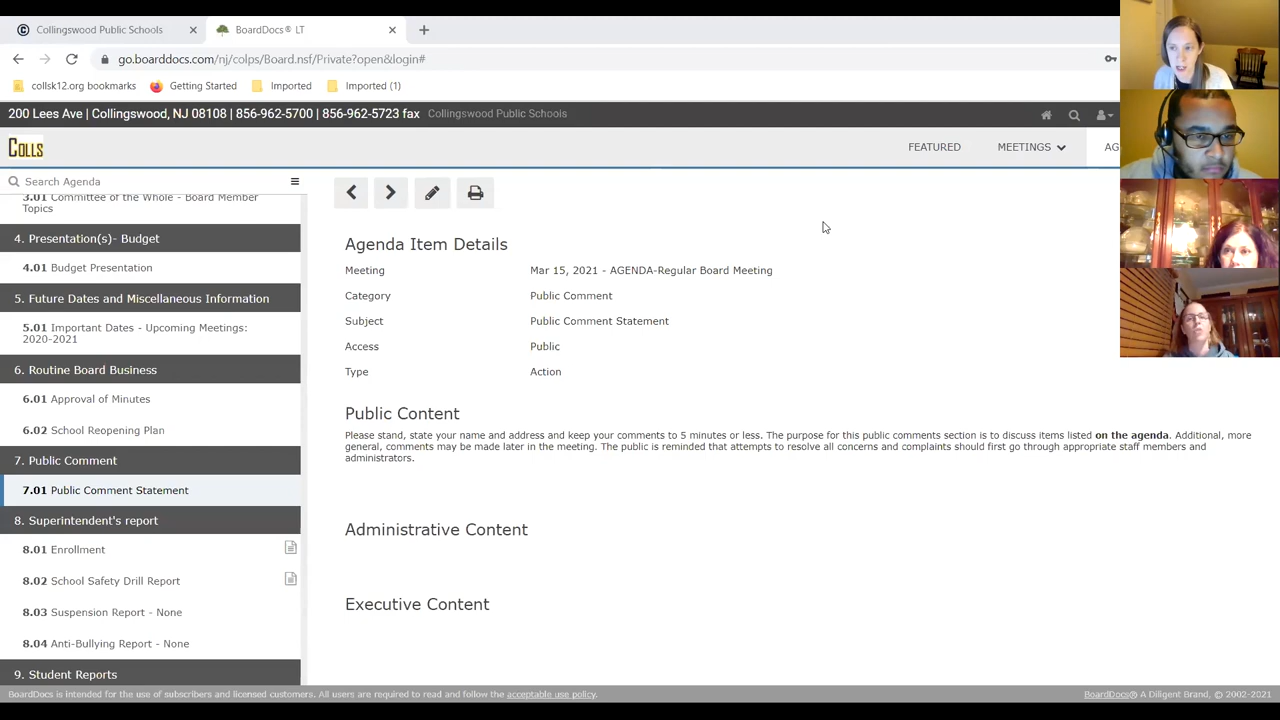 Collingswood Public Schools
BoardDocs® LT
go.boarddocs.com/nj/colps/Board.nsf/Private?open&login#
collsk12.org bookmarks
Getting Started
Imported
Imported (1)
200 Lees Ave | Collingswood, NJ 08108 | 856-962-5700 | 856-962-5723 fax
Collingswood Public Schools
COLLS
FEATURED
MEETINGS
AG
Search Agenda
3.01 Committee of the Whole - Board Member
Topics
4. Presentation(s)- Budget
4.01 Budget Presentation
5. Future Dates and Miscellaneous Information
5.01 Important Dates - Upcoming Meetings:
2020-2021
6. Routine Board Business
6.01 Approval of Minutes
6.02 School Reopening Plan
7. Public Comment
7.01 Public Comment Statement
8. Superintendent's report
8.01 Enrollment
8.02 School Safety Drill Report
8.03 Suspension Report - None
8.04 Anti-Bullying Report - None
9. Student Reports
Agenda Item Details
Meeting Mar 15, 2021 - AGENDA-Regular Board Meeting
Category Public Comment
Subject Public Comment Statement
Access Public
Type Action
Public Content
Please stand, state your name and address and keep your comments to 5 minutes or less. The purpose for this public comments section is to discuss items listed on the agenda. Additional, more
general, comments may be made later in the meeting. The public is reminded that attempts to resolve all concerns and complaints should first go through appropriate staff members and
administrators.
Administrative Content
Executive Content
BoardDocs is intended for the use of subscribers and licensed customers. All users are required to read and follow the acceptable use policy.
BoardDocs® A Diligent Brand, © 2002-2021